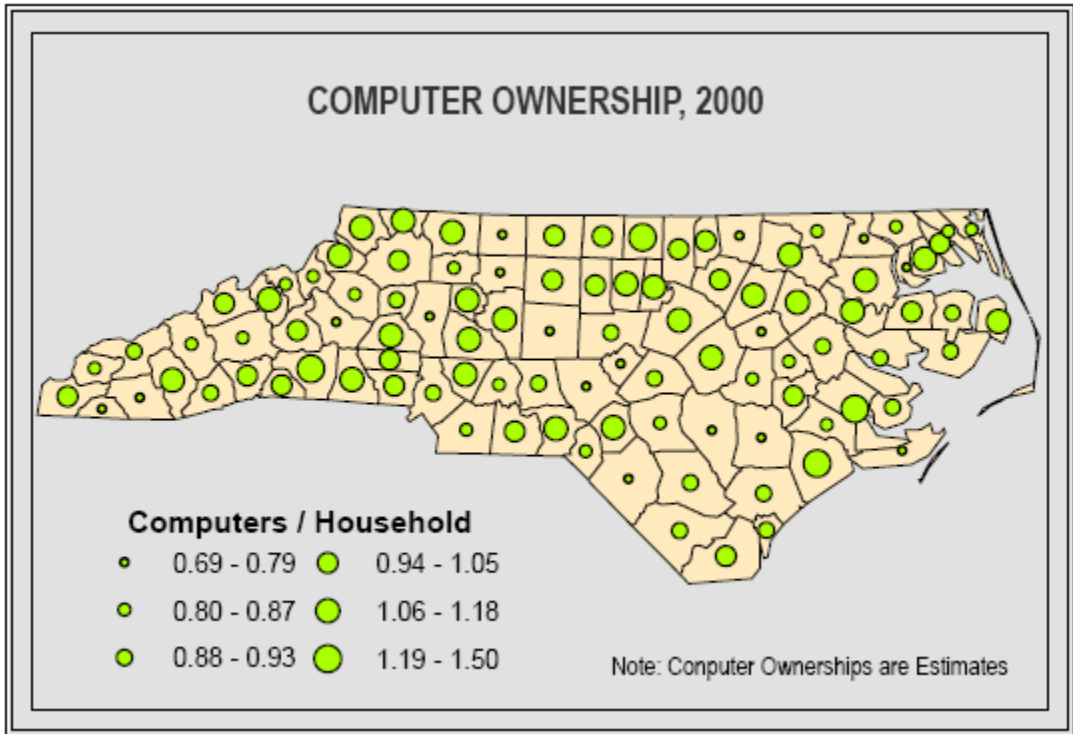 COMPUTER OWNERSHIP, 2000
Computers / Household
0.69 - 0.79
0.94 - 1.05
0.80 - 0.87
1.06 - 1.18
0.88 - 0.93
1.19 - 1.50
Note: Conputer Ownerships are Estimates